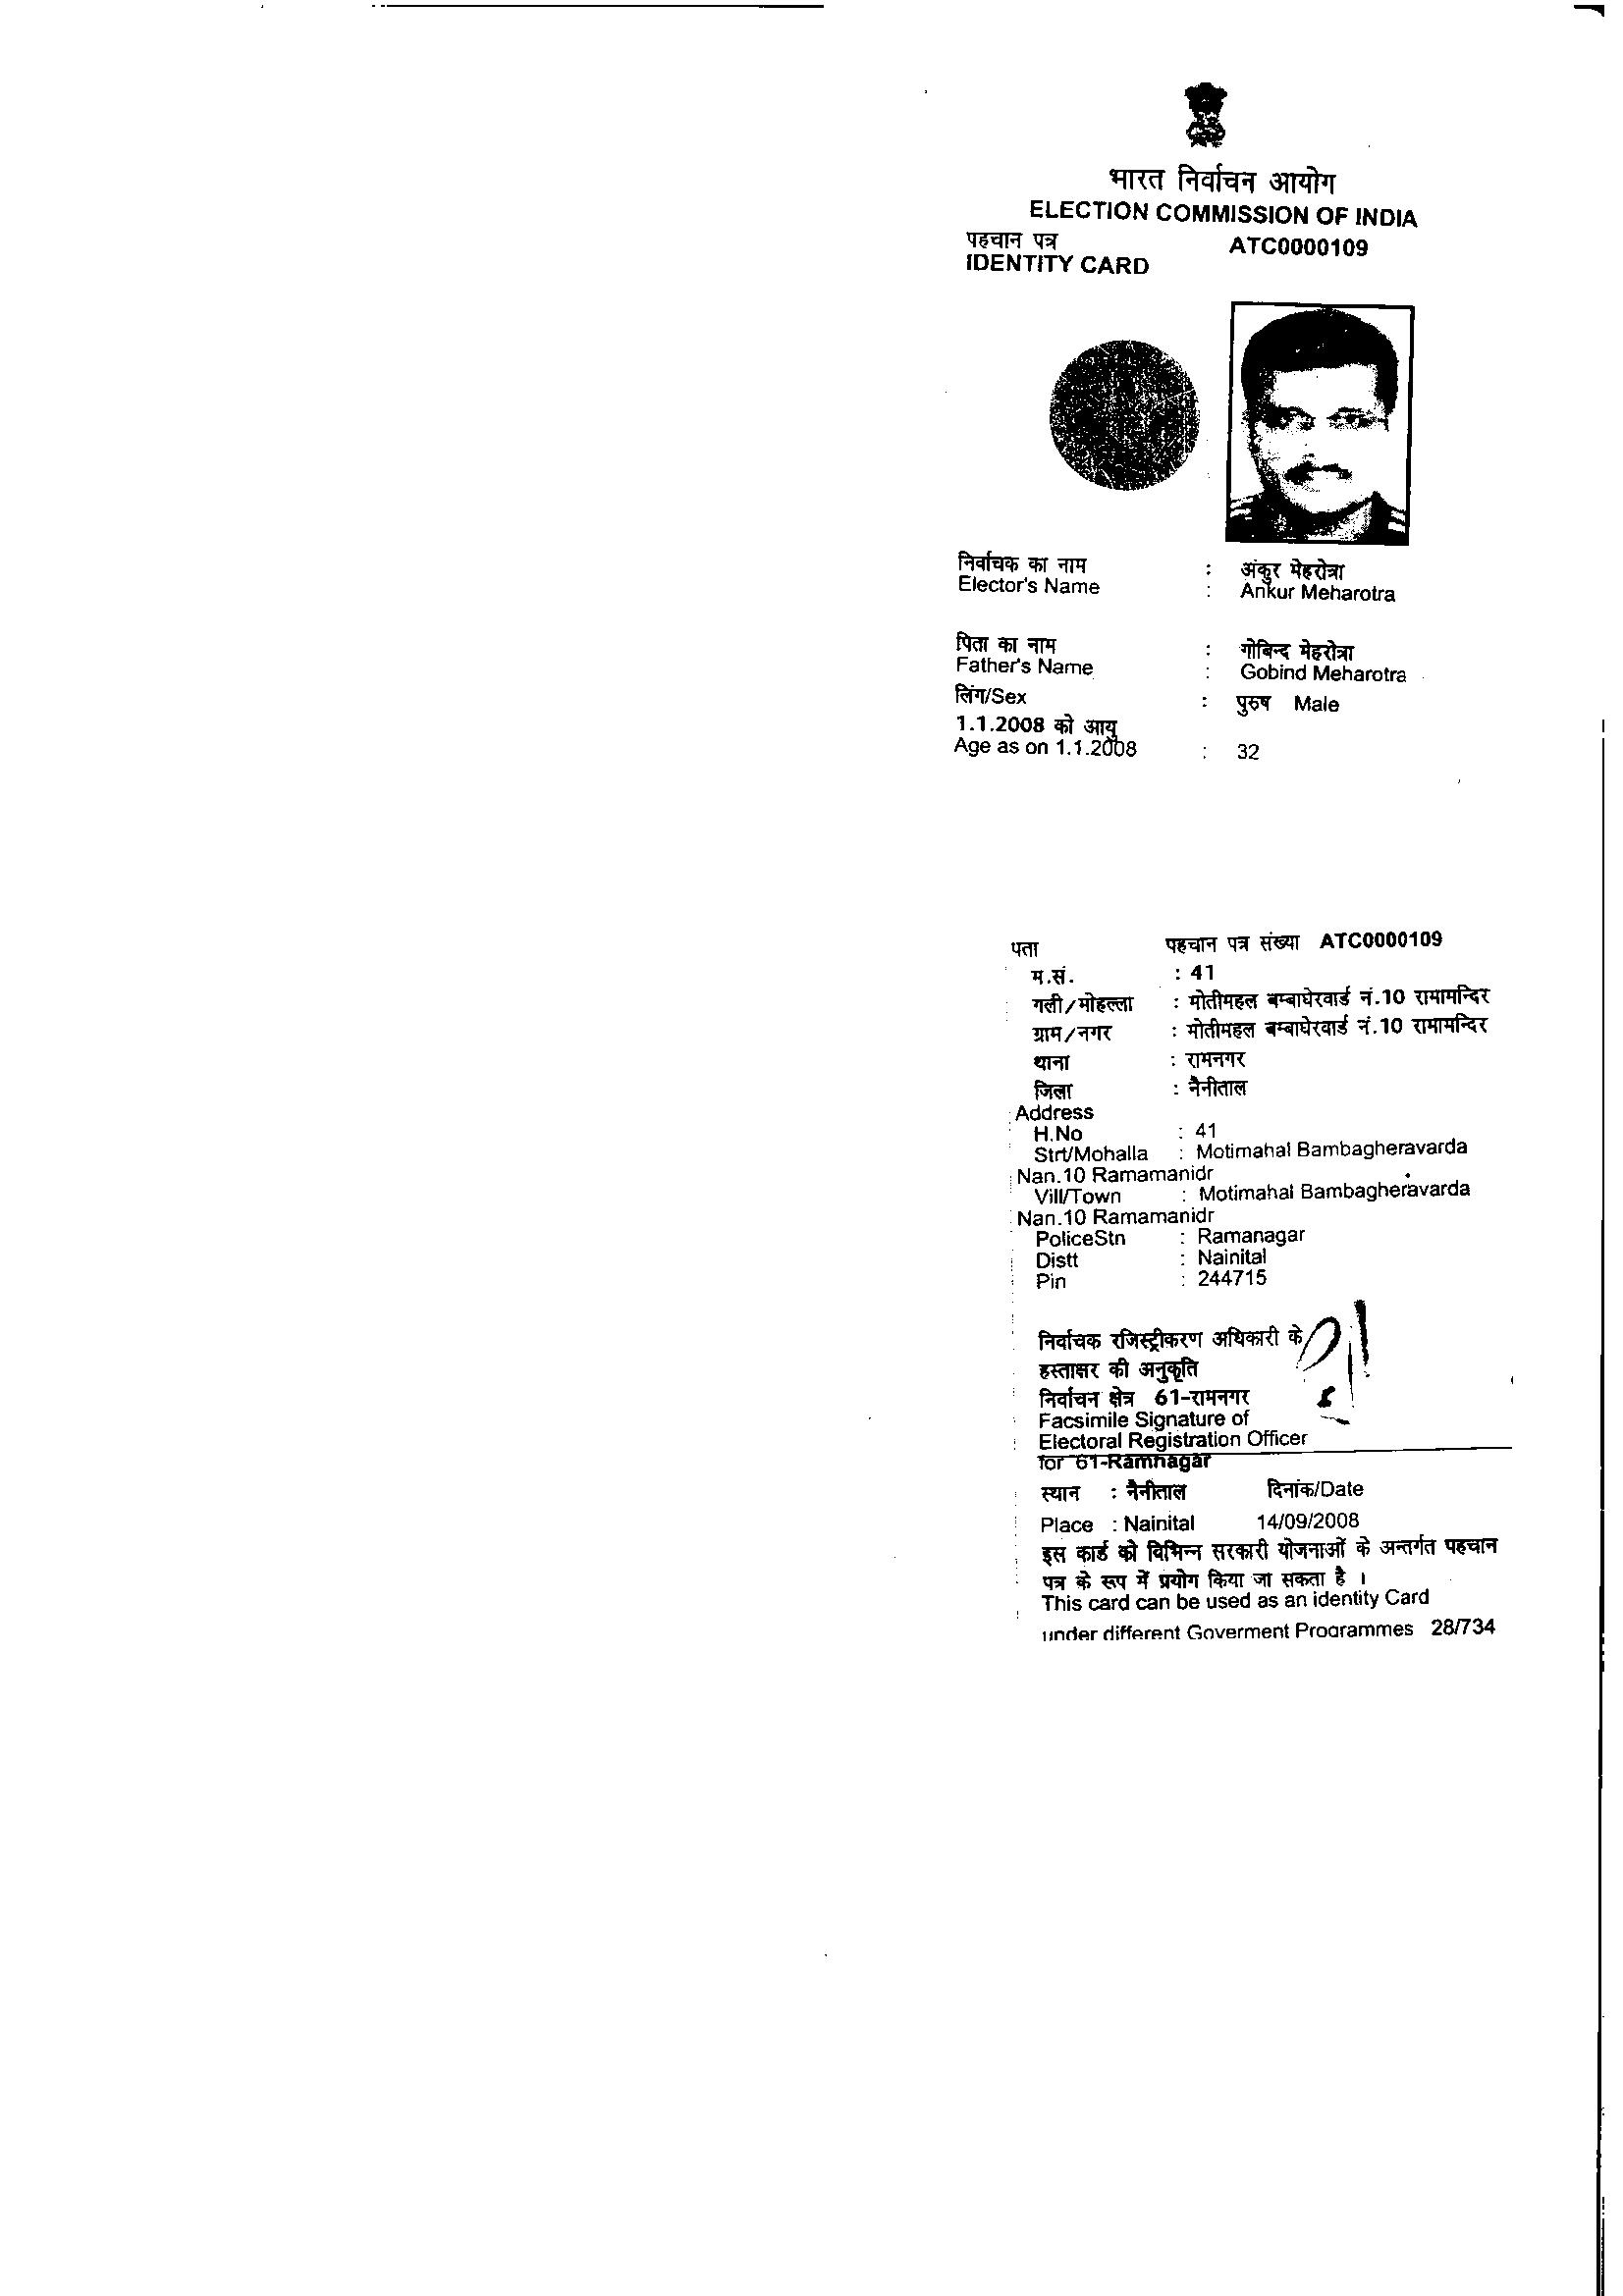 भारत निर्वाचन आयोग
ELECTION COMMISSION OF INDIA
पहचान पत्र ATC0000109
IDENTITY CARD
निर्वाचक का नाम : अंकुर मेहरोत्रा
Elector's Name : Ankur Meharotra
पिता का नाम : गोबिन्द मेहरोत्रा
Father's Name : Gobind Meharotra
लिंग/Sex : पुरुष Male
1.1.2008 को आयु
Age as on 1.1.2008 : 32
पता पहचान पत्र संख्या ATC0000109
म.सं. : 41
गली/मोहल्ला : मोतीमहल बम्बाघेरवार्ड नं.10 रामामन्दिर
ग्राम/नगर : मोतीमहल बम्बाघेरवार्ड नं.10 रामामन्दिर
थाना : रामनगर
जिला : नैनीताल
Address
H.No : 41
Strt/Mohalla : Motimahal Bambagheravarda
Nan.10 Ramamanidr
Vill/Town : Motimahal Bambagheravarda
Nan.10 Ramamanidr
PoliceStn : Ramanagar
Distt : Nainital
Pin : 244715
निर्वाचक रजिस्ट्रीकरण अधिकारी के
हस्ताक्षर की अनुकृति
निर्वाचन क्षेत्र 61-रामनगर
Facsimile Signature of
Electoral Registration Officer
for 61-Ramnagar
स्थान : नैनीताल दिनांक/Date
Place : Nainital 14/09/2008
इस कार्ड को विभिन्न सरकारी योजनाओं के अन्तर्गत पहचान
पत्र के रूप में प्रयोग किया जा सकता है ।
This card can be used as an identity Card
under different Goverment Programmes 28/734